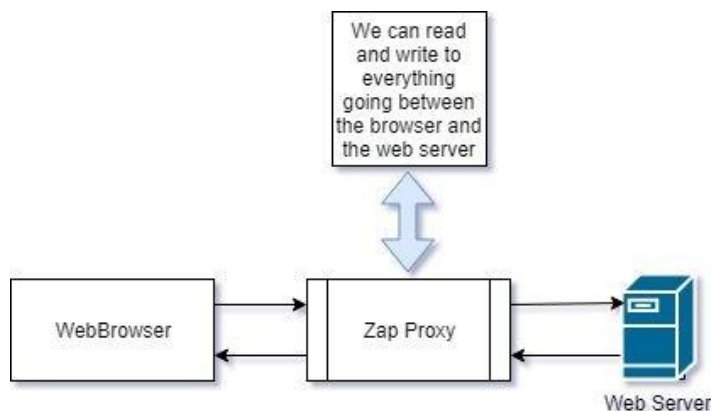 We can read
and write to
everything
going between
the browser and
the web server
WebBrowser
Zap Proxy
Web Server